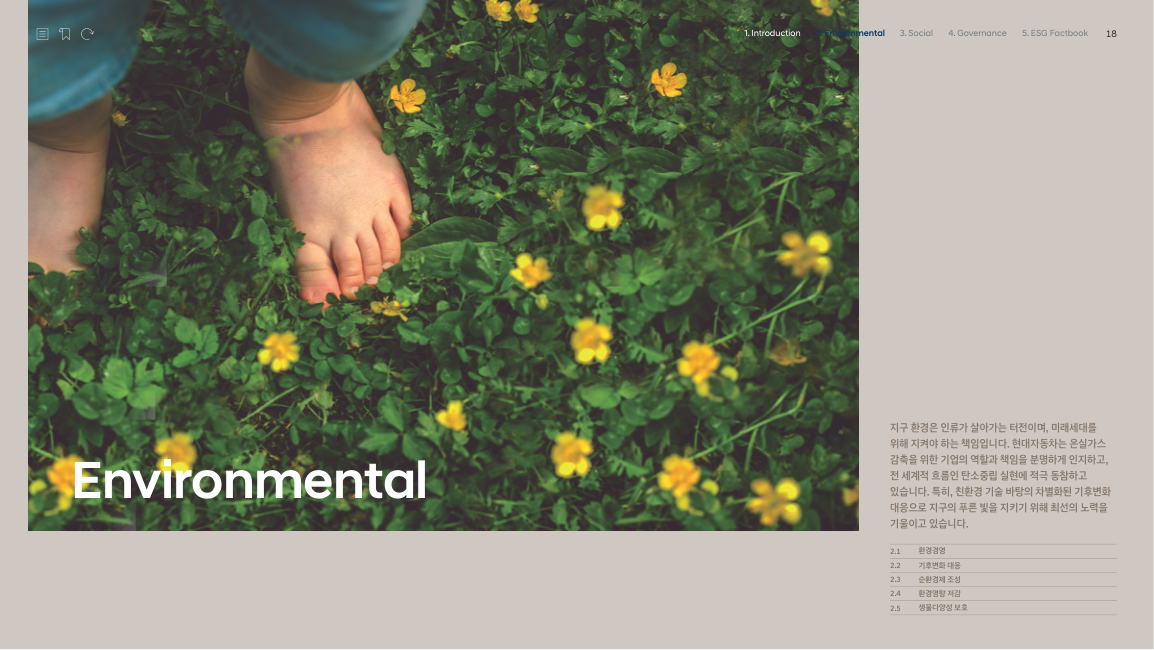 1. Introduction
2. Environmental
3. Social
4. Governance
5. ESG Factbook
18
Environmental
지구 환경은 인류가 살아가는 터전이며, 미래세대를
위해 지켜야 하는 책임입니다. 현대자동차는 온실가스
감축을 위한 기업의 역할과 책임을 분명하게 인지하고,
전 세계적 흐름인 탄소중립 실현에 적극 동참하고
있습니다. 특히, 친환경 기술 바탕의 차별화된 기후변화
대응으로 지구의 푸른 빛을 지키기 위해 최선의 노력을
기울이고 있습니다.
2.1 환경경영
2.2 기후변화 대응
2.3 순환경제 조성
2.4 환경영향 저감
2.5 생물다양성 보호